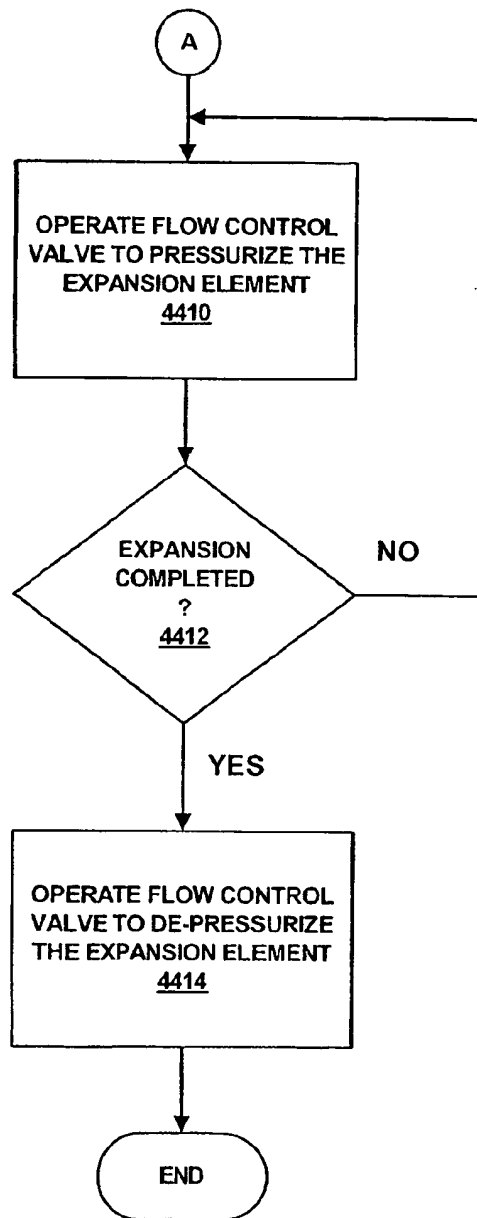 A
OPERATE FLOW CONTROL
VALVE TO PRESSURIZE THE
EXPANSION ELEMENT
4410
EXPANSION
COMPLETED
?
4412
NO
YES
OPERATE FLOW CONTROL
VALVE TO DE-PRESSURIZE
THE EXPANSION ELEMENT
4414
END